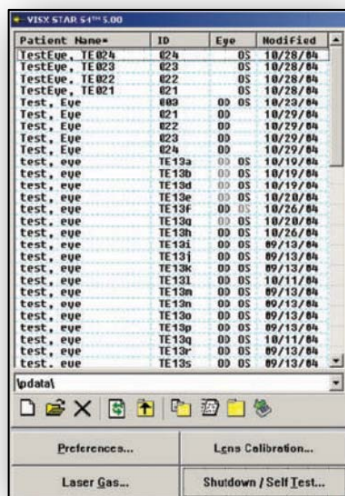 VISX STAR S4™ 5.00
Patient Name ID Eye Modified
TestEye, TE024 024 OS 10/28/04
TestEye, TE023 023 OS 10/28/04
TestEye, TE022 022 OS 10/28/04
TestEye, TE021 021 OS 10/28/04
Test, Eye 003 OD OS 10/23/04
Test, Eye 021 OD 10/29/04
Test, Eye 022 OD 10/29/04
Test, Eye 023 OD 10/29/04
Test, Eye 024 OD 10/29/04
test, eye TE13a OD OS 10/19/04
test, eye TE13b OD OS 10/19/04
test, eye TE13d OD OS 10/19/04
test, eye TE13e OD OS 10/20/04
test, eye TE13f OD OS 10/26/04
test, eye TE13g OD OS 10/20/04
test, eye TE13h OD OS 10/26/04
test, eye TE13i OD OS 09/13/04
test, eye TE13j OD OS 09/13/04
test, eye TE13k OD OS 09/13/04
test, eye TE13l OD OS 10/11/04
test, eye TE13m OD OS 09/13/04
test, eye TE13n OD OS 09/13/04
test, eye TE13o OD OS 09/13/04
test, eye TE13p OD OS 09/13/04
test, eye TE13q OD OS 10/11/04
test, eye TE13r OD OS 09/13/04
test, eye TE13s OD OS 09/13/04
\pdata\
Preferences... Lens Calibration...
Laser Gas... Shutdown / Self Test...